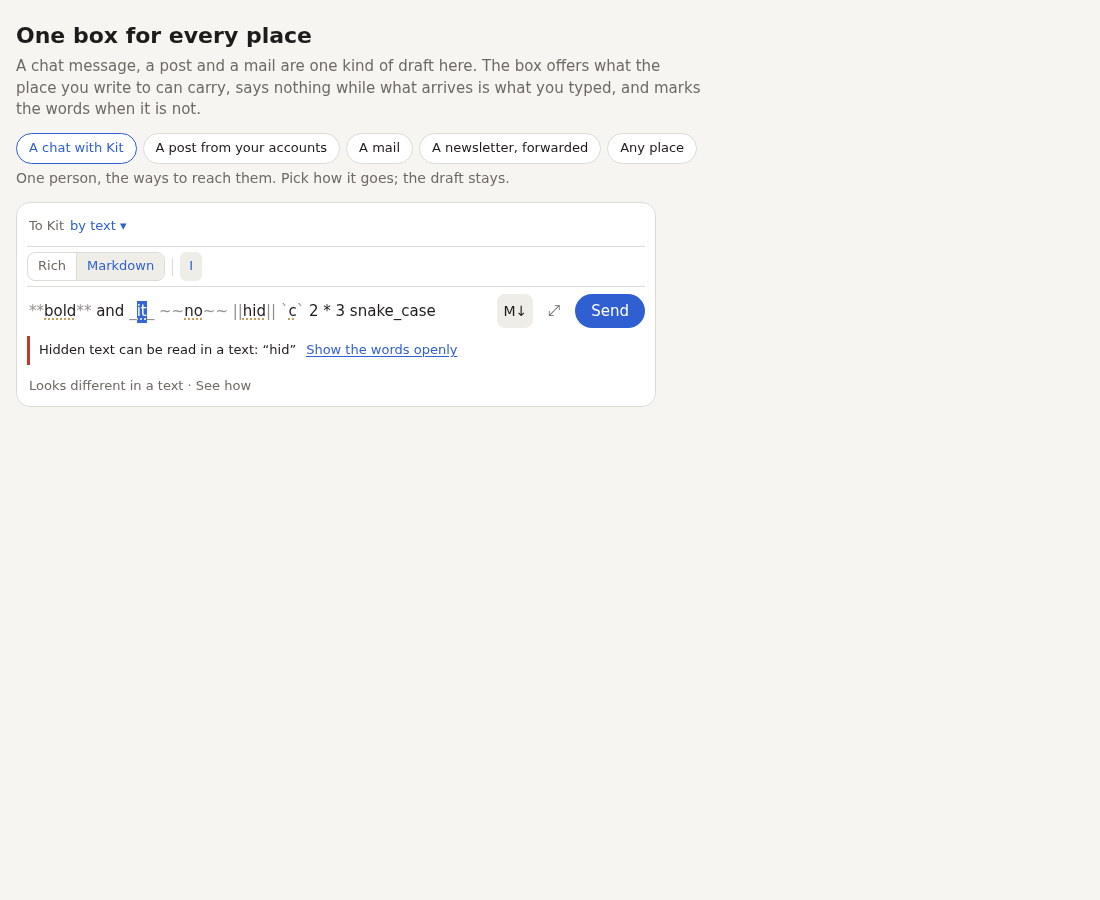 One box for every place
A chat message, a post and a mail are one kind of draft here. The box offers what the
place you write to can carry, says nothing while what arrives is what you typed, and marks
the words when it is not.
A chat with Kit A post from your accounts A mail A newsletter, forwarded Any place
One person, the ways to reach them. Pick how it goes; the draft stays.
To Kit by text ▾
Rich Markdown I
**bold** and _it_ ~~no~~ ||hid|| `c` 2 * 3 snake_case M↓ ⤢ Send
Hidden text can be read in a text: “hid” Show the words openly
Looks different in a text · See how